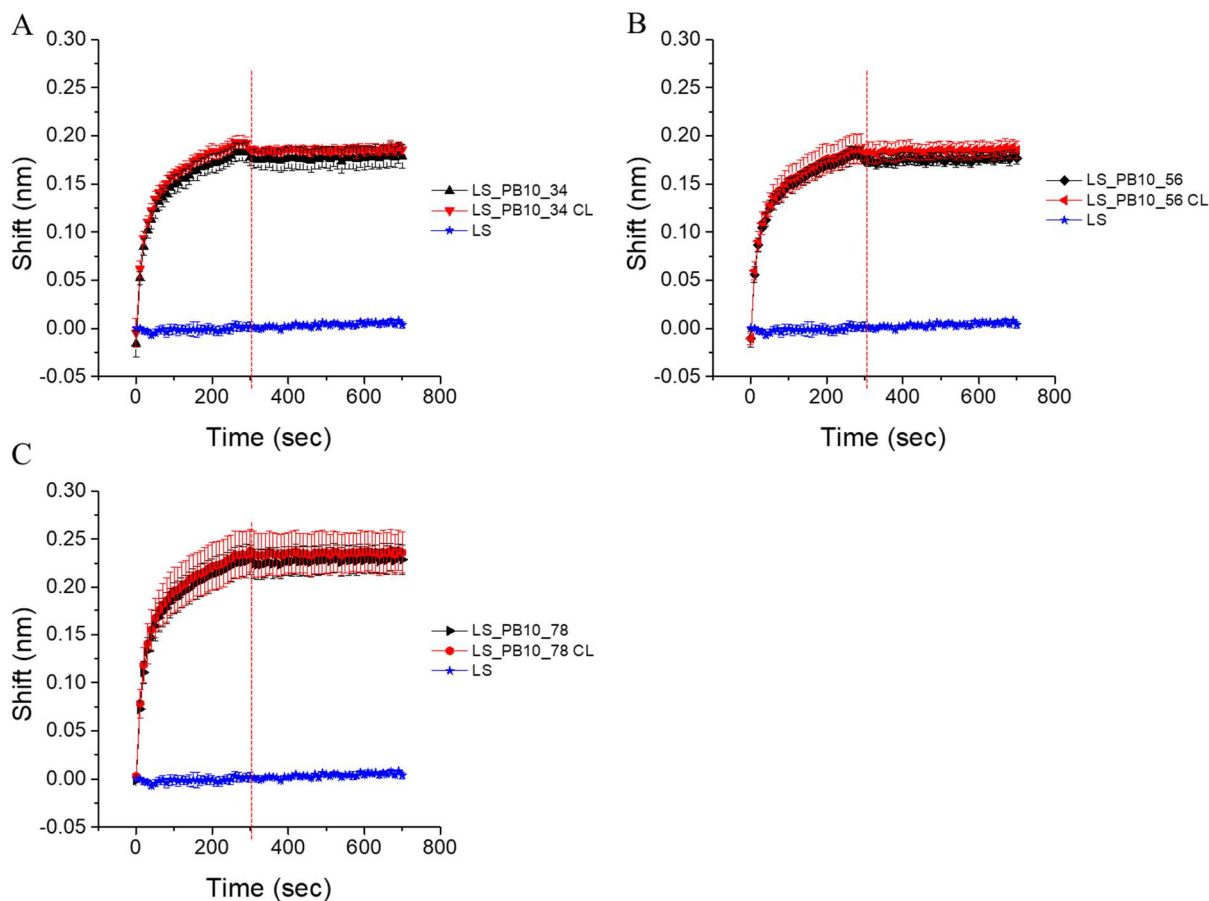 A
0.30
0.25
0.20
0.15
0.10
0.05
0.00
-0.05
Shift (nm)
0 200 400 600 800
Time (sec)
LS_PB10_34
LS_PB10_34 CL
LS
B
0.30
0.25
0.20
0.15
0.10
0.05
0.00
-0.05
Shift (nm)
0 200 400 600 800
Time (sec)
LS_PB10_56
LS_PB10_56 CL
LS
C
0.30
0.25
0.20
0.15
0.10
0.05
0.00
-0.05
Shift (nm)
0 200 400 600 800
Time (sec)
LS_PB10_78
LS_PB10_78 CL
LS